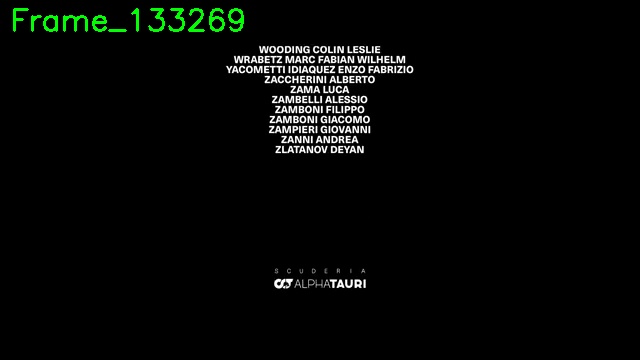 Frame_133269
WOODING COLIN LESLIE
WRABETZ MARC FABIAN WILHELM
YACOMETTI IDIAQUEZ ENZO FABRIZIO
ZACCHERINI ALBERTO
ZAMA LUCA
ZAMBELLI ALESSIO
ZAMBONI FILIPPO
ZAMBONI GIACOMO
ZAMPIERI GIOVANNI
ZANNI ANDREA
ZLATANOV DEYAN
SCUDERIA
ALPHATAURI